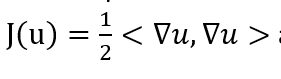 J(u) = 1/2 < ∇u, ∇u >